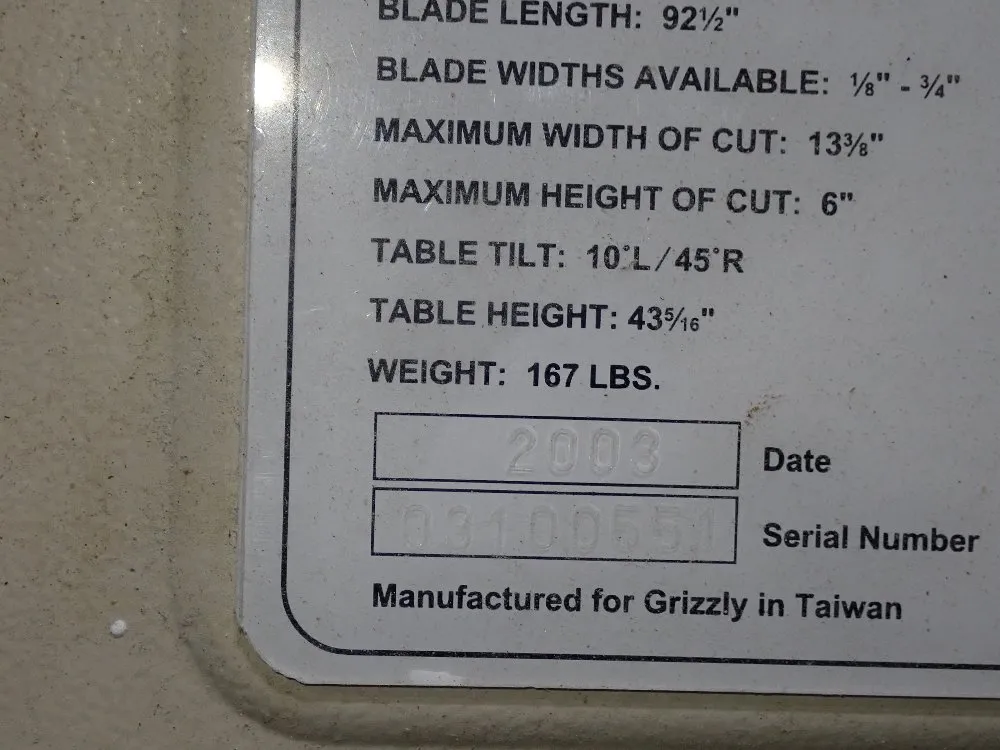 BLADE LENGTH: 92½"
BLADE WIDTHS AVAILABLE: ⅛" - ¾"
MAXIMUM WIDTH OF CUT: 13⅜"
MAXIMUM HEIGHT OF CUT: 6"
TABLE TILT: 10°L/45°R
TABLE HEIGHT: 435⁄16"
WEIGHT: 167 LBS.
2003 Date
03100551 Serial Number
Manufactured for Grizzly in Taiwan